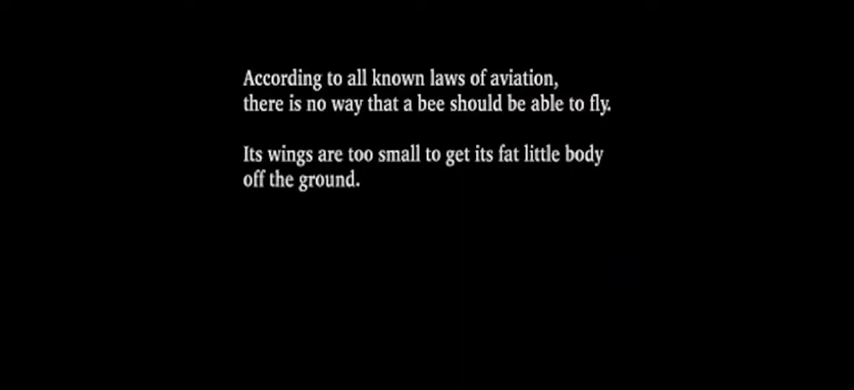 According to all known laws of aviation,
there is no way that a bee should be able to fly.
Its wings are too small to get its fat little body
off the ground.